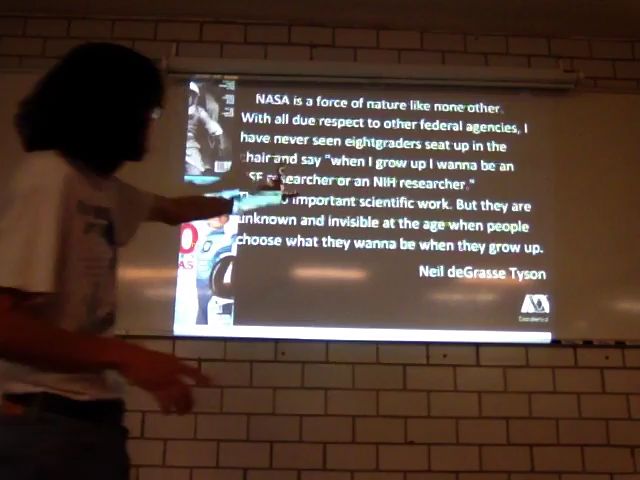 NASA is a force of nature like none other.
With all due respect to other federal agencies, I
have never seen eightgraders seat up in the
chair and say "when I grow up I wanna be an
researcher or an NIH researcher."
important scientific work. But they are
unknown and invisible at the age when people
choose what they wanna be when they grow up.
Neil deGrasse Tyson